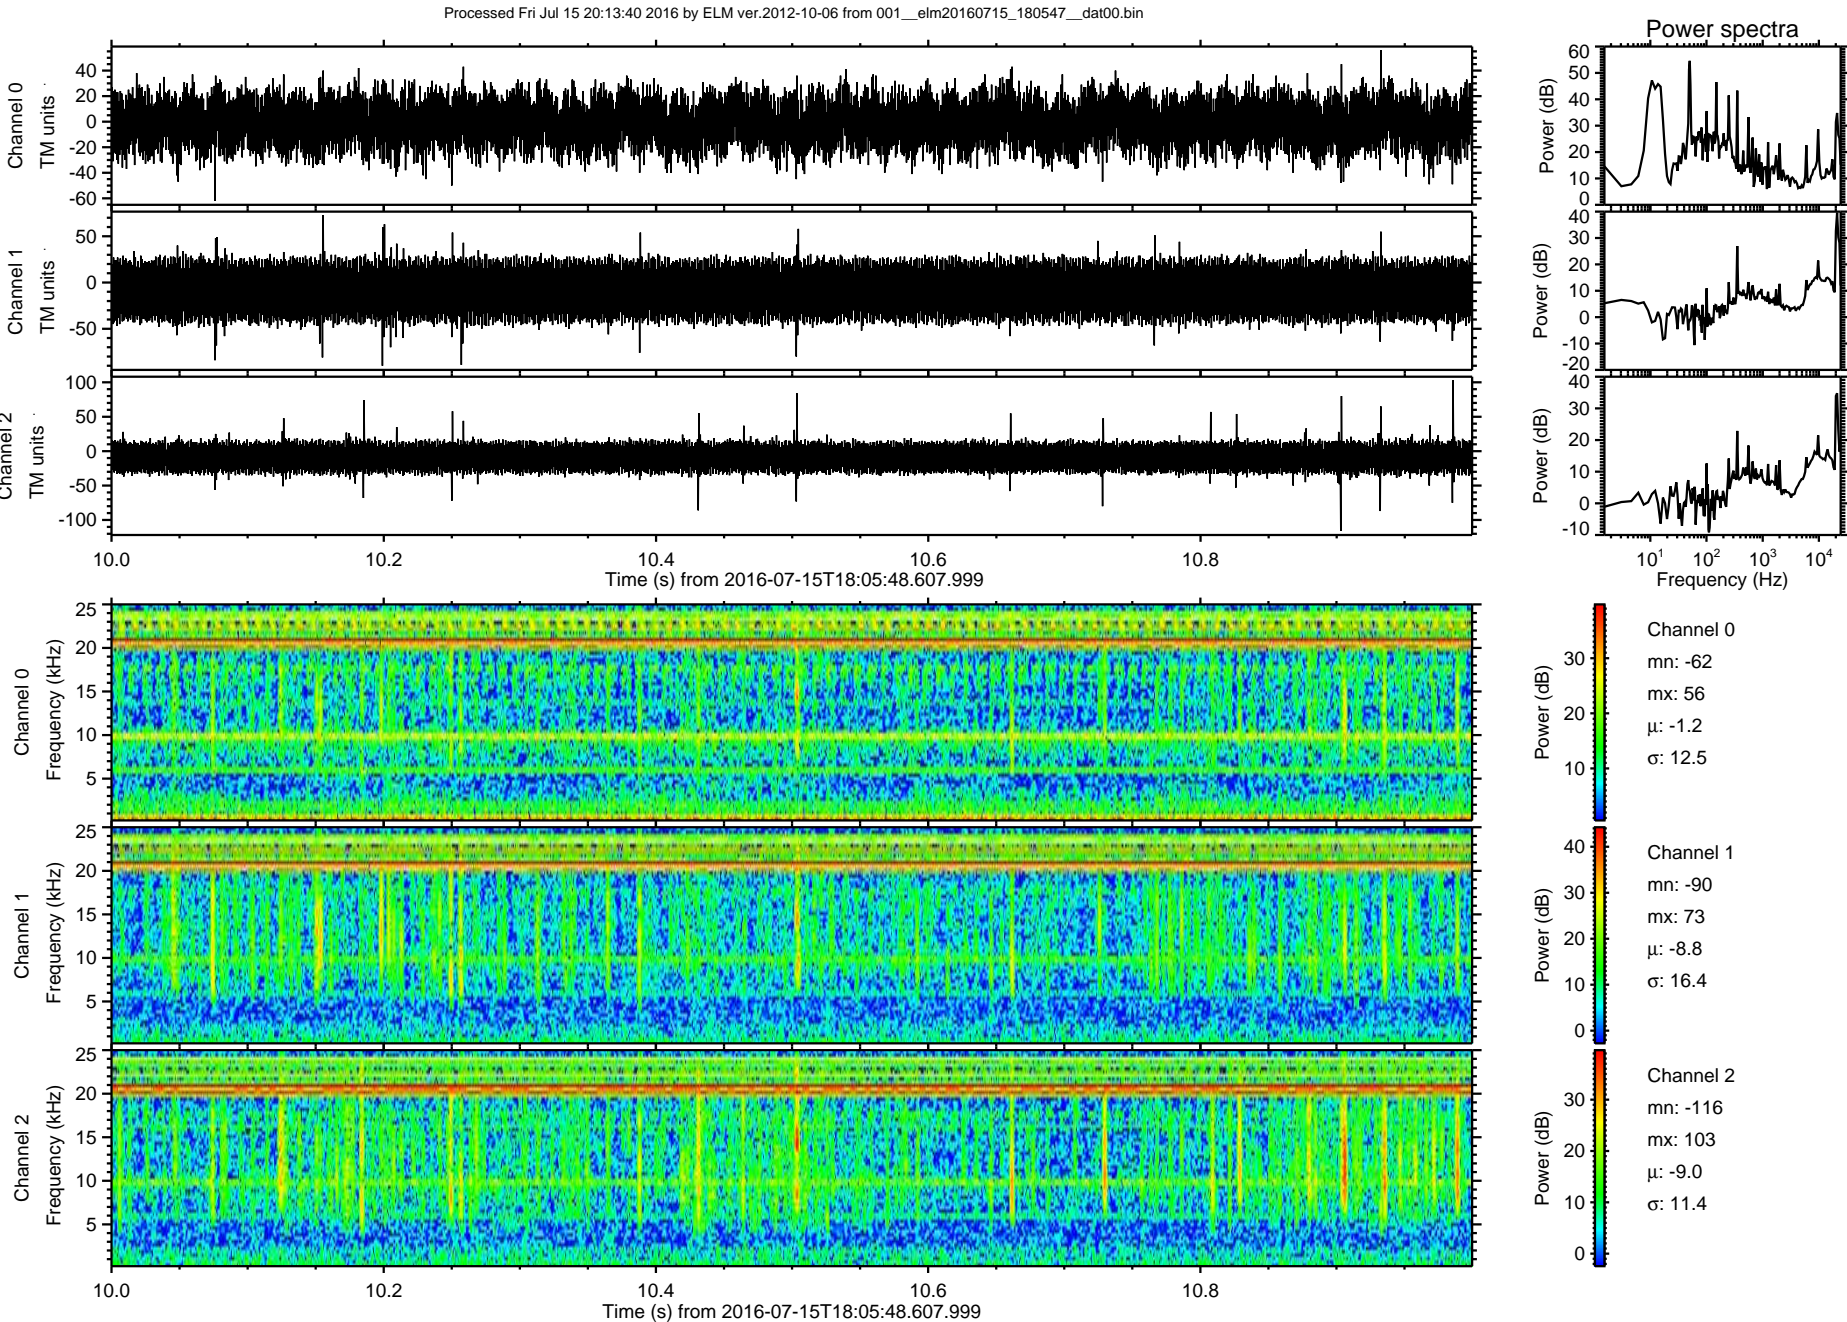 Processed Fri Jul 15 20:13:40 2016 by ELM ver.2012-10-06 from 001__elm20160715_180547__dat00.bin
Power spectra
Channel 0
TM units
40
20
0
-20
-40
-60
Power (dB)
60
50
40
30
20
10
0
Channel 1
TM units
50
0
-50
Power (dB)
40
30
20
10
0
-10
-20
Channel 2
TM units
100
50
0
-50
-100
Power (dB)
40
30
20
10
0
-10
10.0 10.2 10.4 10.6 10.8
Time (s) from 2016-07-15T18:05:48.607.999
10^1 10^2 10^3 10^4
Frequency (Hz)
Channel 0
Frequency (kHz)
25
20
15
10
5
Power (dB)
30
20
10
Channel 0
mn: -62
mx: 56
μ: -1.2
σ: 12.5
Channel 1
Frequency (kHz)
25
20
15
10
5
Power (dB)
40
30
20
10
0
Channel 1
mn: -90
mx: 73
μ: -8.8
σ: 16.4
Channel 2
Frequency (kHz)
25
20
15
10
5
Power (dB)
30
20
10
0
Channel 2
mn: -116
mx: 103
μ: -9.0
σ: 11.4
10.0 10.2 10.4 10.6 10.8
Time (s) from 2016-07-15T18:05:48.607.999